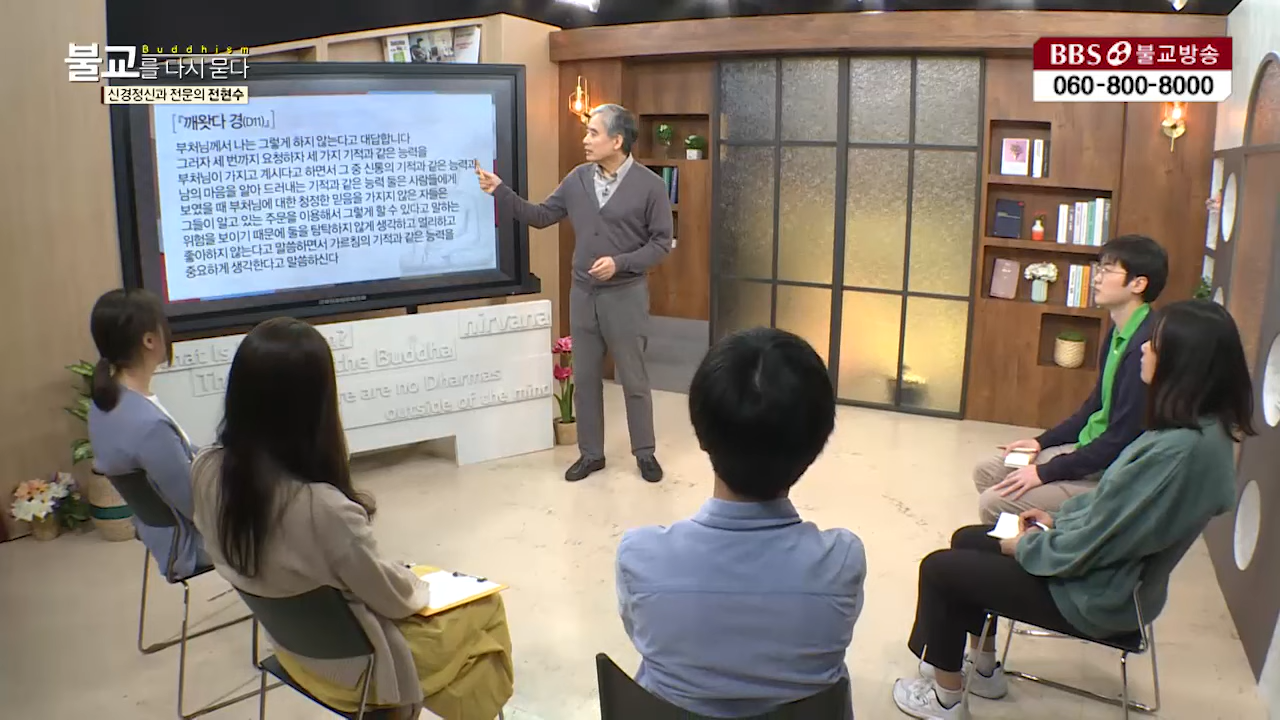 Buddhism
불교를 다시 묻다
신경정신과 전문의 전현수
BBS 불교방송
060-800-8000
[『깨왓다 경(D11)』]
부처님께서 나는 그렇게 하지 않는다고 대답합니다
그러자 세 번까지 요청하자 세 가지 기적과 같은 능력을
부처님이 가지고 계시다고 하면서 그 중 신통의 기적과 같은 능력과
남의 마음을 알아 드러내는 기적과 같은 능력 둘은 사람들에게
보였을 때 부처님에 대한 청정한 믿음을 가지지 않은 자들은
그들이 알고 있는 주문을 이용해서 그렇게 할 수 있다고 말하는
위험을 보이기 때문에 둘을 탐탁하지 않게 생각하고 멀리하고
좋아하지 않는다고 말씀하면서 가르침의 기적과 같은 능력을
중요하게 생각한다고 말씀하신다
nirvana
the Buddha
are no Dharmas
outside of the mind